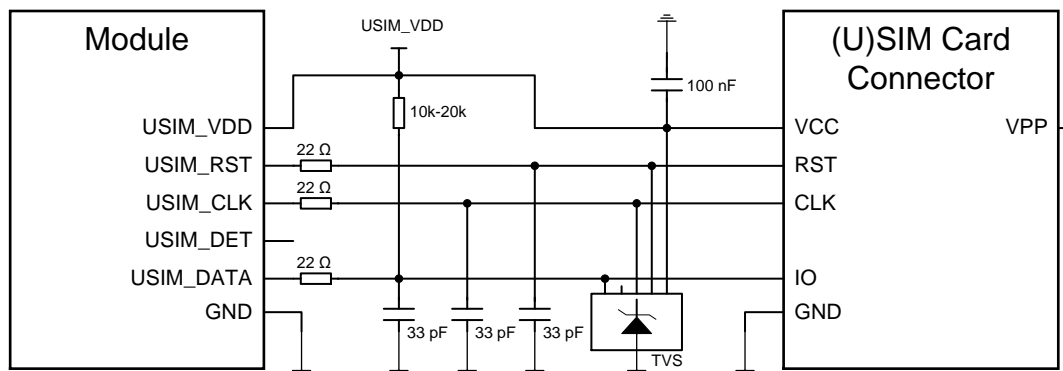 Module
USIM_VDD
(U)SIM Card
Connector
100 nF
10k-20k
USIM_VDD
VCC
VPP
22 Ω
USIM_RST
RST
22 Ω
USIM_CLK
CLK
USIM_DET
22 Ω
USIM_DATA
IO
GND
GND
33 pF
33 pF
33 pF
TVS